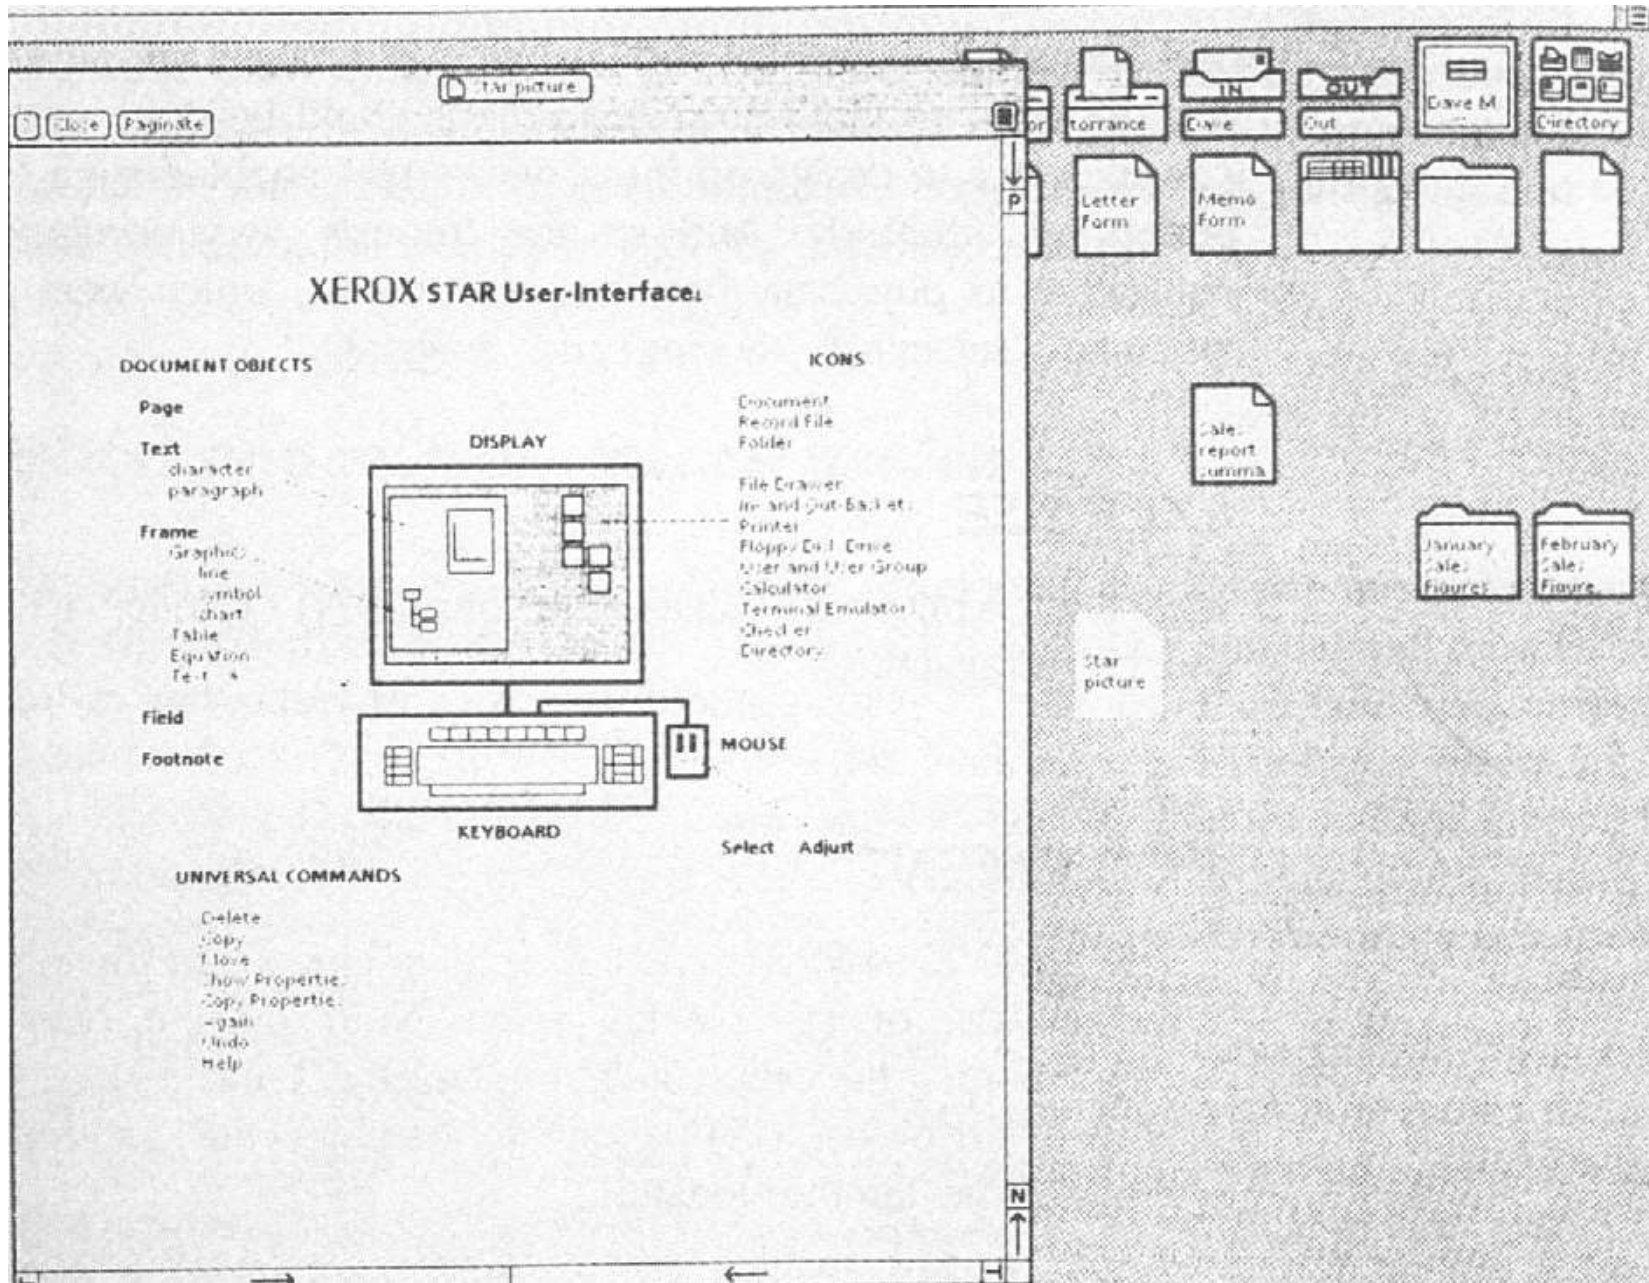 Star picture
? Close Paginate
XEROX STAR User-Interface
DOCUMENT OBJECTS
Page
Text
character
paragraph
Frame
Graphics
line
symbol
chart
Table
Equation
Field
Footnote
DISPLAY
KEYBOARD
MOUSE
Select Adjust
ICONS
Document
Record File
Folder
File Drawer
In- and Out-Baskets
Printer
Floppy Disk Drive
User and User Group
Calculator
Terminal Emulators
Checker
Directory
UNIVERSAL COMMANDS
Delete
Copy
Move
Show Properties
Copy Properties
Again
Undo
Help
P
N
or
torrance
IN
Dave
OUT
Out
Dave M
Directory
Letter
Form
Memo
Form
Sales
report
summa
January
Sales
Figures
February
Sales
Figures
Star
picture